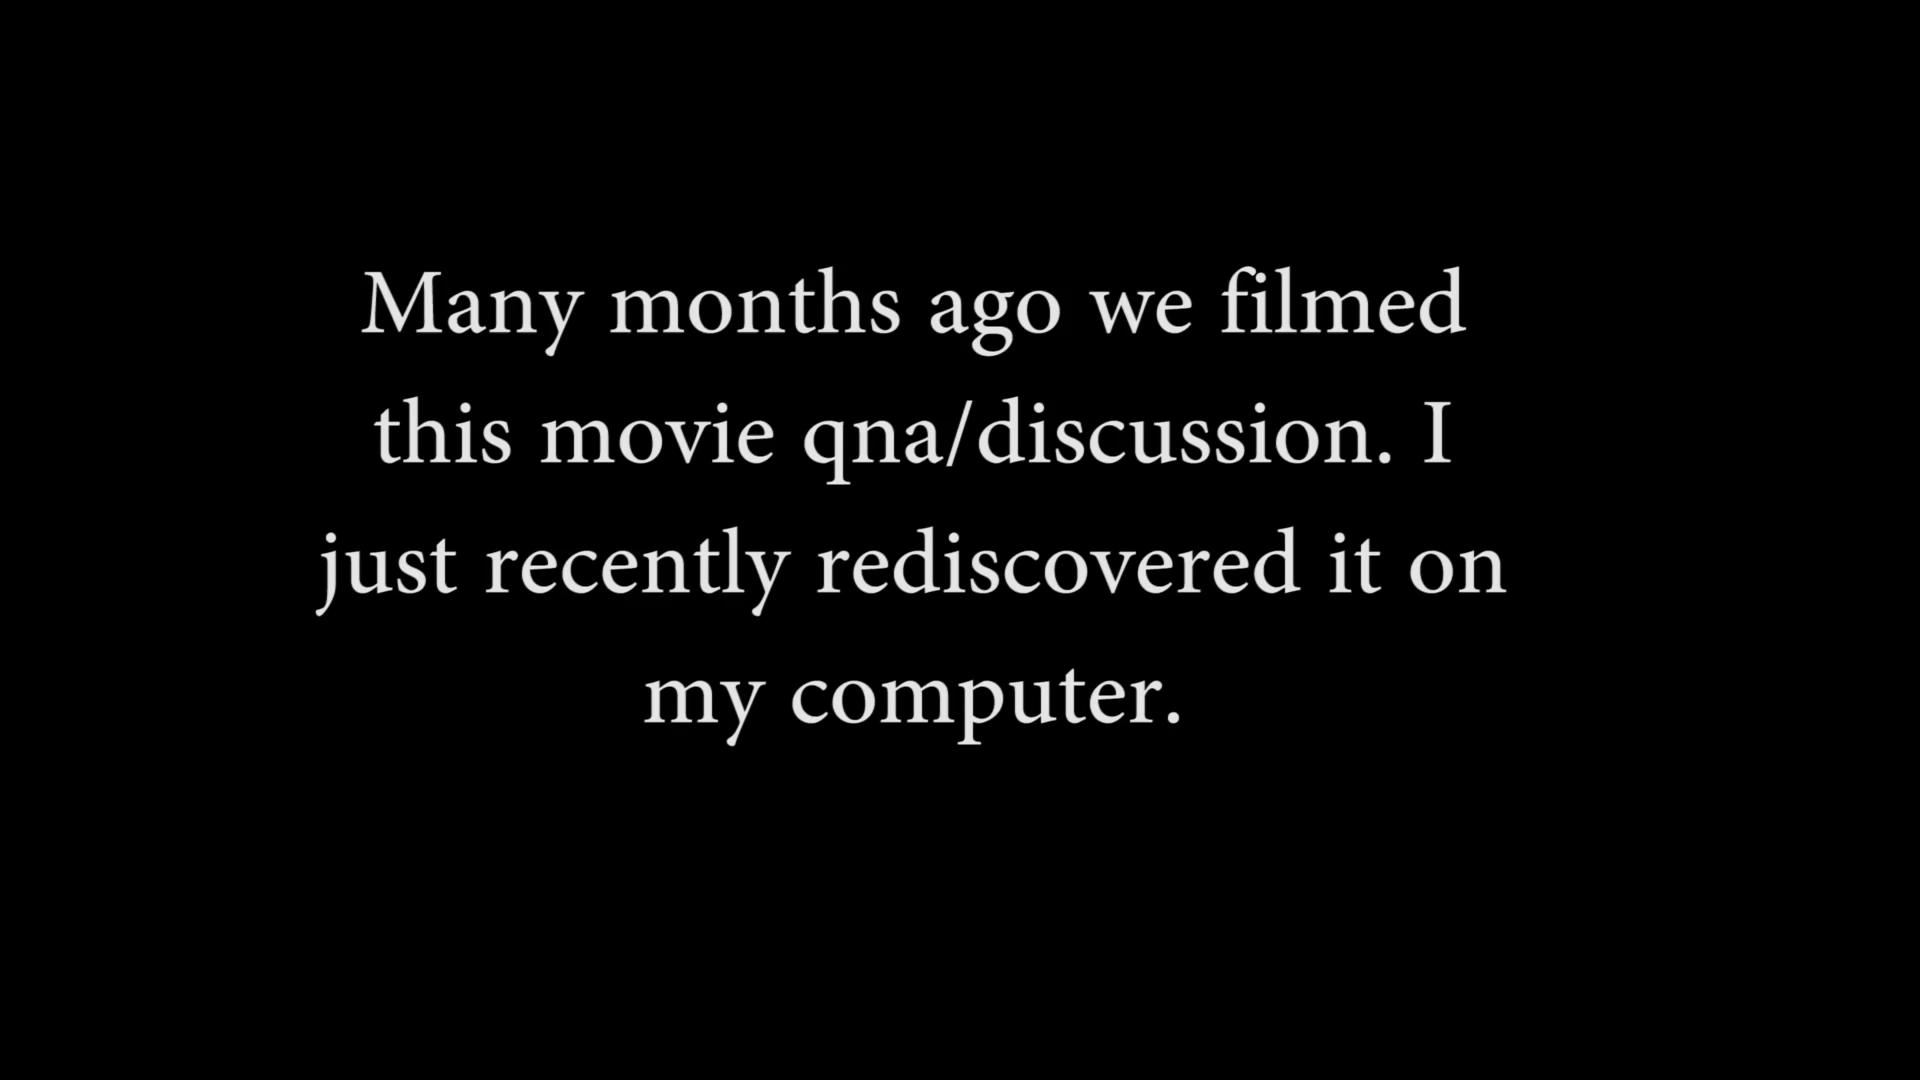 Many months ago we filmed
this movie qna/discussion. I
just recently rediscovered it on
my computer.